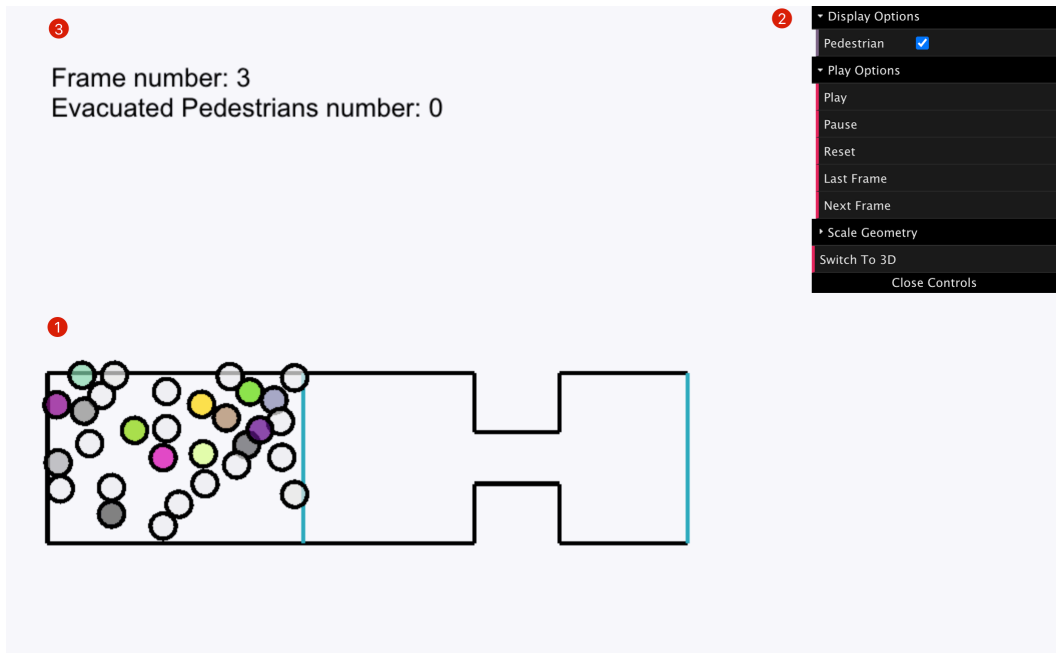 3
Frame number: 3
Evacuated Pedestrians number: 0
2
Display Options
Pedestrian
Play Options
Play
Pause
Reset
Last Frame
Next Frame
Scale Geometry
Switch To 3D
Close Controls
1